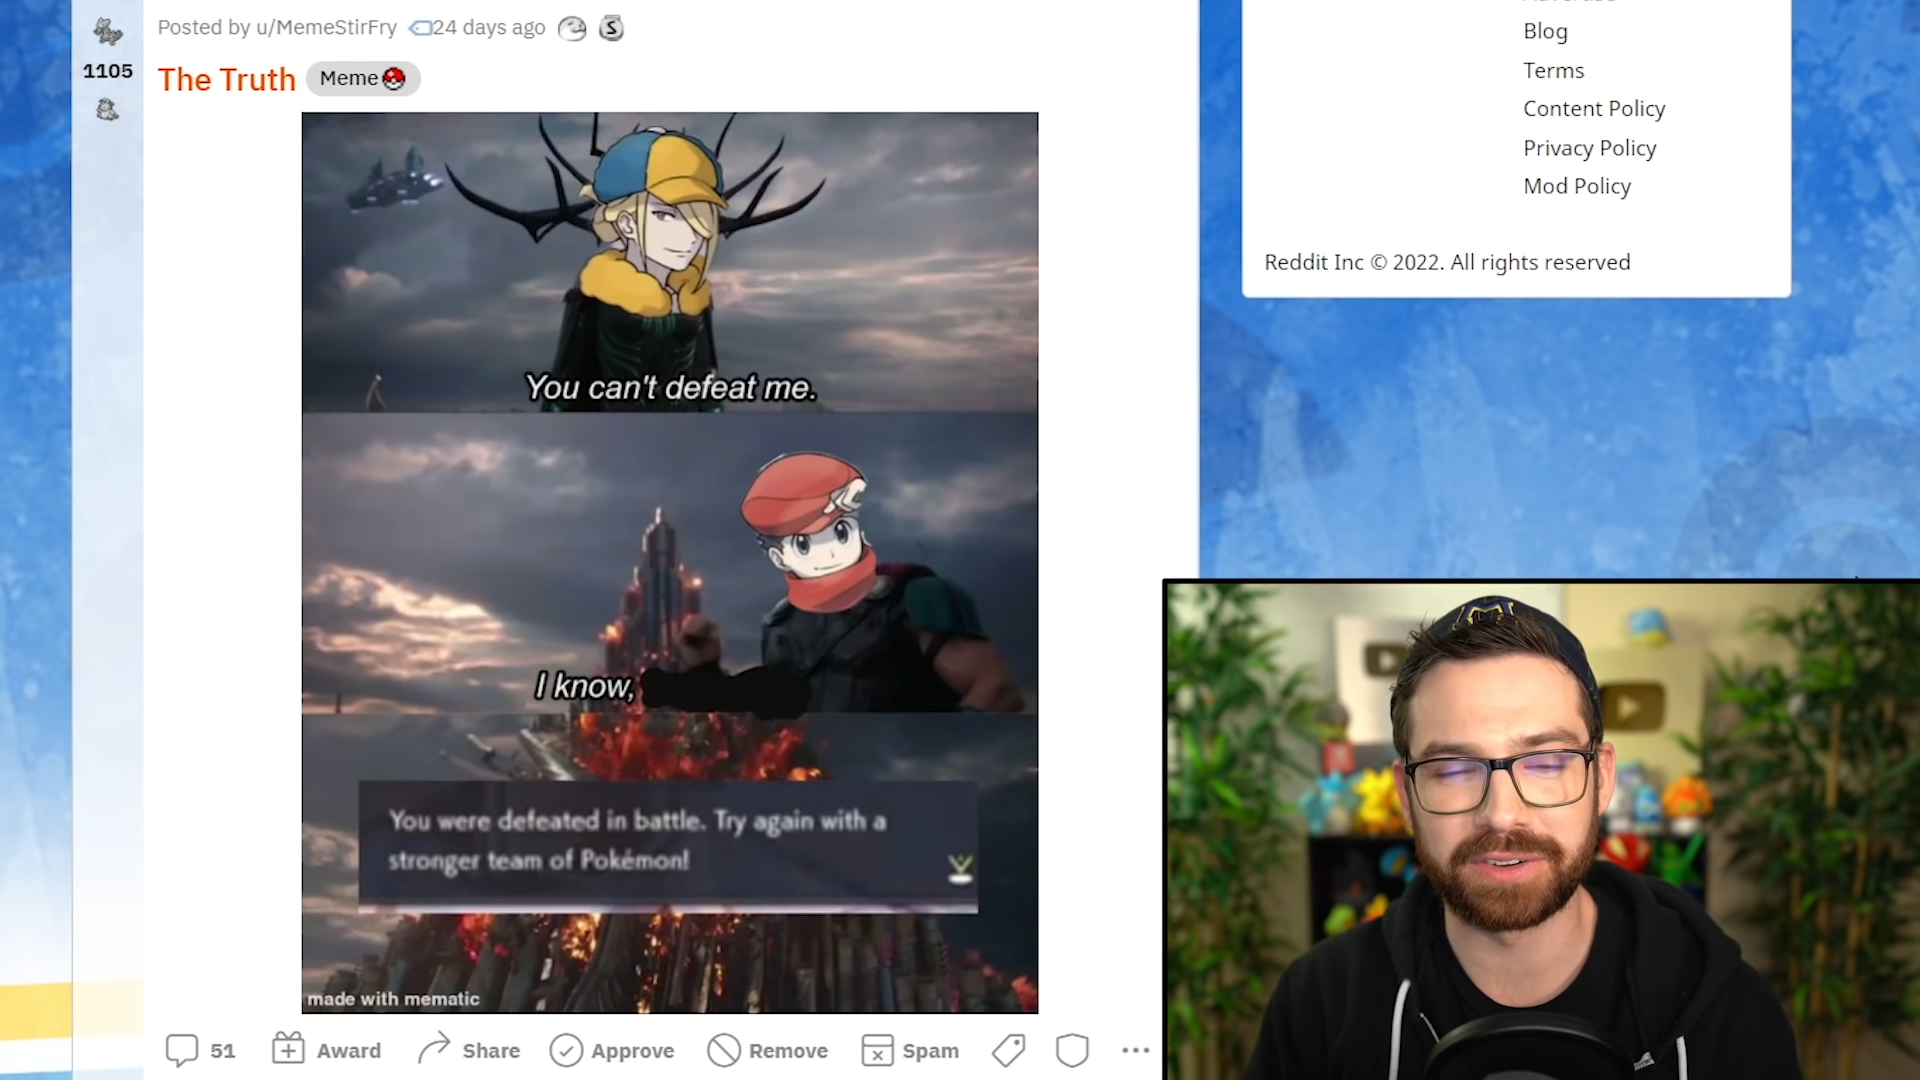 Posted by u/MemeStirFry 24 days ago
1105
The Truth Meme
You can't defeat me.
I know,
You were defeated in battle. Try again with a
stronger team of Pokémon!
made with mematic
51 Award Share Approve Remove Spam
Blog
Terms
Content Policy
Privacy Policy
Mod Policy
Reddit Inc © 2022. All rights reserved